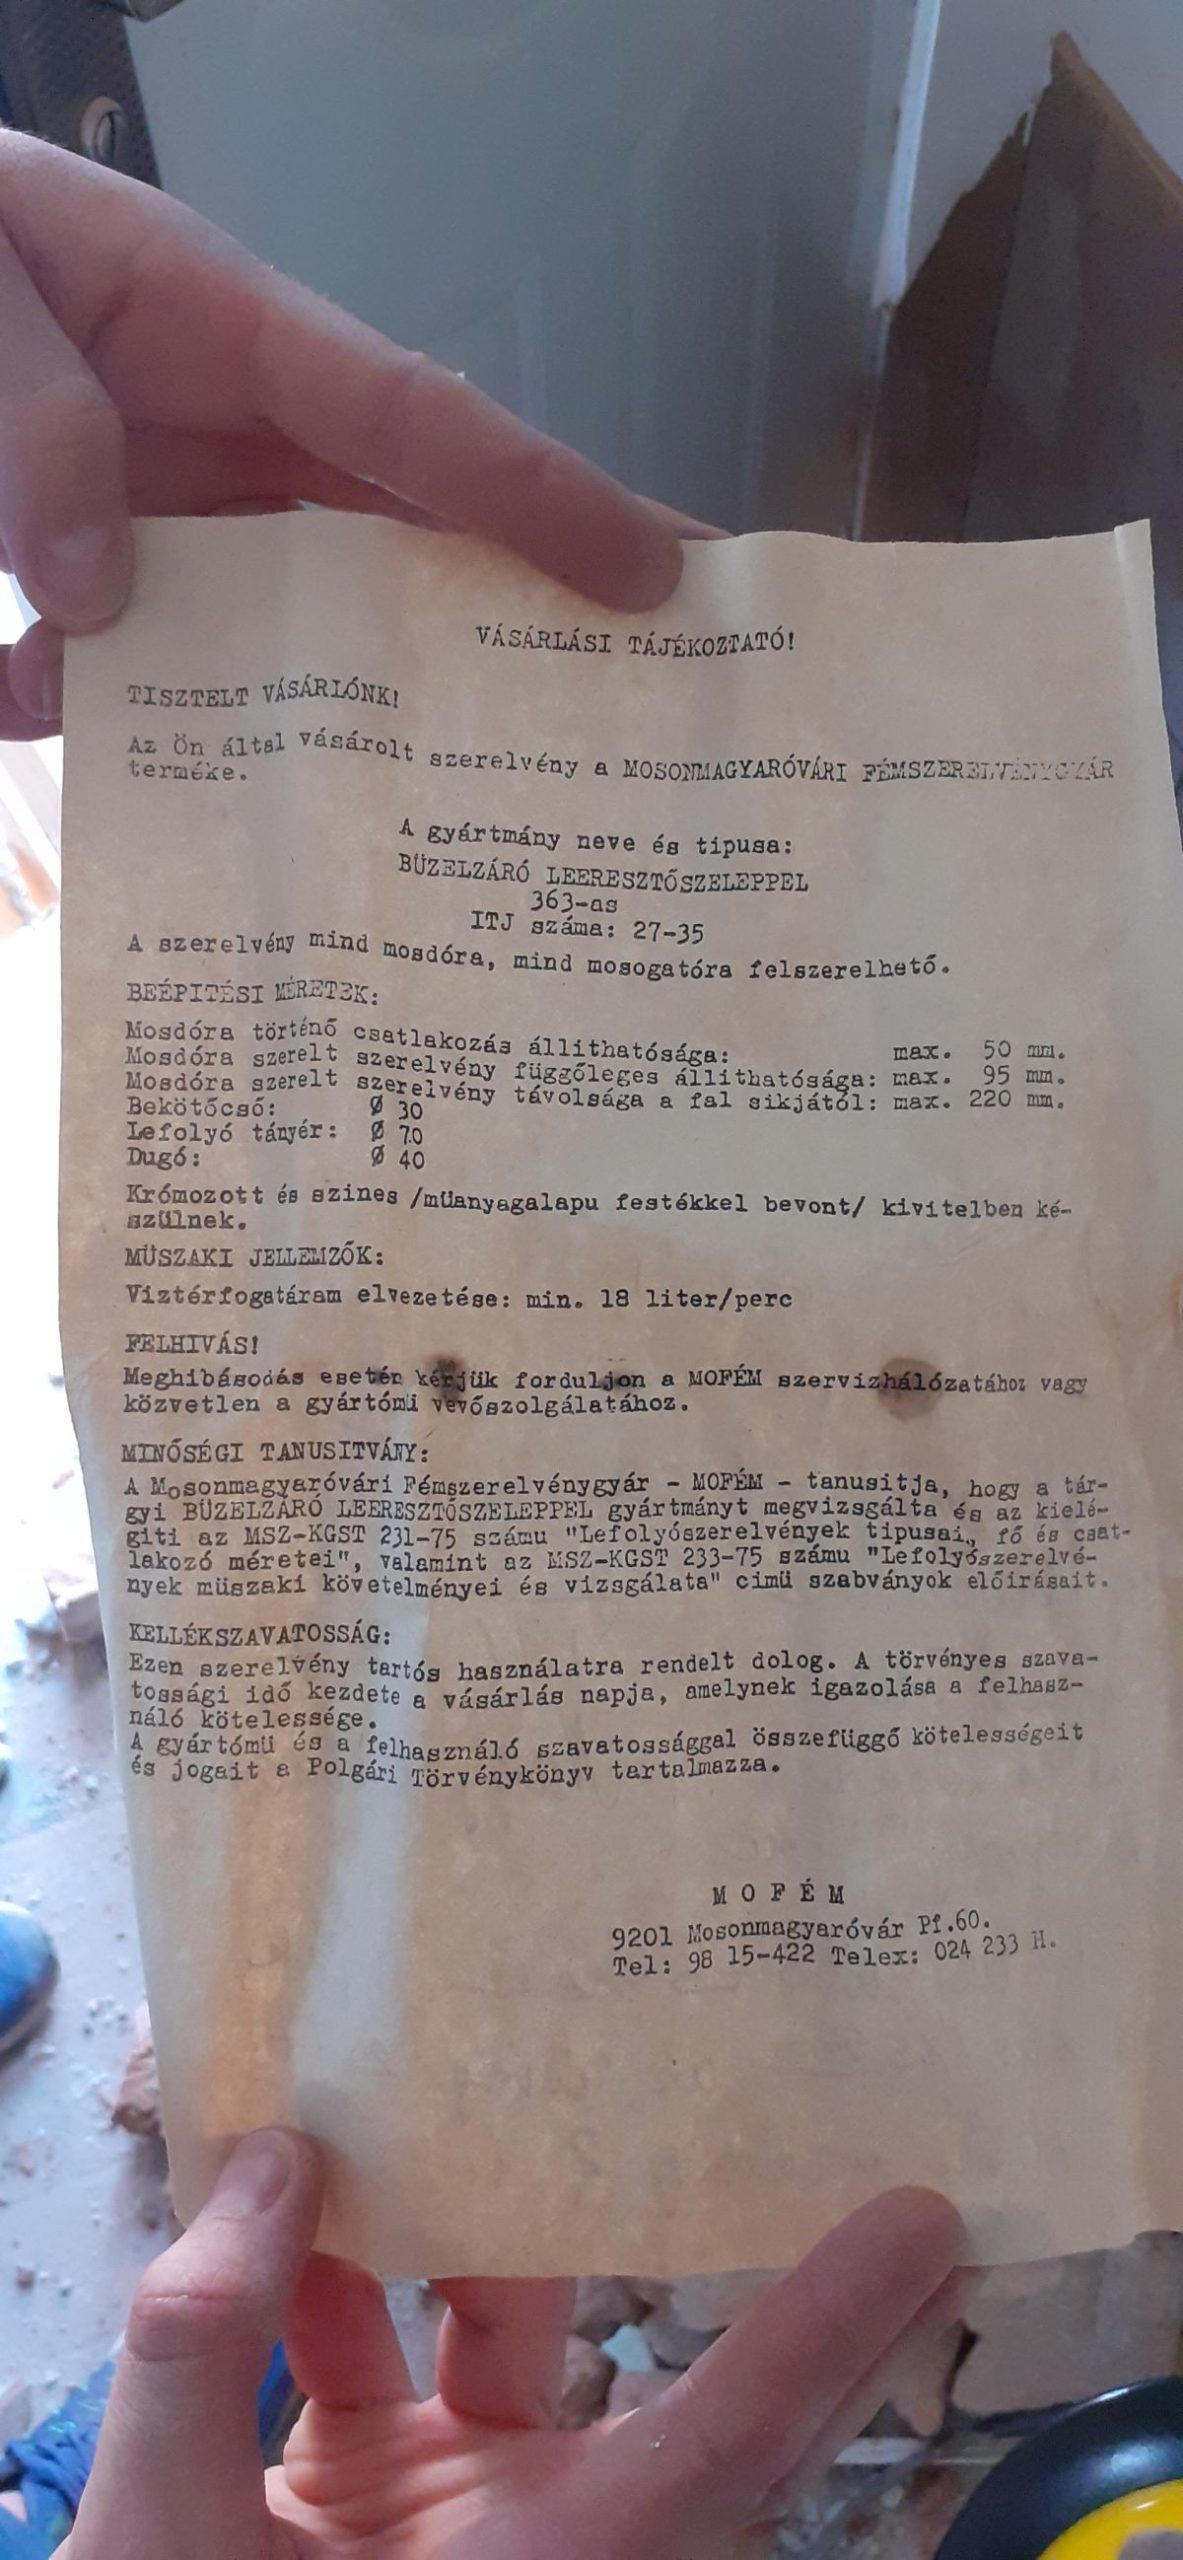 VÁSÁRLÁSI TÁJÉKOZTATÓ!
TISZTELT VÁSÁRLÓNK!
Az Ön által vásárolt szerelvény a MOSONMAGYARÓVÁRI FÉMSZERELVÉNYGYÁR
terméke.
A gyártmány neve és tipusa:
BÜZELZÁRÓ LEERESZTŐSZELEPPEL
363-as
ITJ száma: 27-35
A szerelvény mind mosdóra, mind mosogatóra felszerelhető.
BEÉPITÉSI MÉRETEK:
Mosdóra történő csatlakozás állithatósága: max. 50 mm.
Mosdóra szerelt szerelvény függőleges állithatósága: max. 95 mm.
Mosdóra szerelt szerelvény távolsága a fal sikjától: max. 220 mm.
Bekötőcső: Ø 30
Lefolyó tányér: Ø 70
Dugó: Ø 40
Krómozott és szines /müanyagalapu festékkel bevont/ kivitelben ké-
szülnek.
MÜSZAKI JELLEMZŐK:
Viztérfogatáram elvezetése: min. 18 liter/perc
FELHIVÁS!
Meghibásodás esetén kérjük forduljon a MOFÉM szervizhálózatához vagy
közvetlen a gyártómü vevőszolgálatához.
MINŐSÉGI TANUSITVÁNY:
A Mosonmagyaróvári Fémszerelvénygyár - MOFÉM - tanusitja, hogy a tár-
gyi BÜZELZÁRÓ LEERESZTŐSZELEPPEL gyártmányt megvizsgálta és az kielé-
giti az MSZ-KGST 231-75 számu "Lefolyószerelvények tipusai, fő és csat-
lakozó méretei", valamint az MSZ-KGST 233-75 számu "Lefolyószerelvé-
nyek müszaki követelményei és vizsgálata" cimü szabványok előirásait.
KELLÉKSZAVATOSSÁG:
Ezen szerelvény tartós használatra rendelt dolog. A törvényes szava-
tossági idő kezdete a vásárlás napja, amelynek igazolása a felhasz-
náló kötelessége.
A gyártómü és a felhasználó szavatossággal összefüggő kötelességeit
és jogait a Polgári Törvénykönyv tartalmazza.
M O F É M
9201 Mosonmagyaróvár Pf.60.
Tel: 98 15-422 Telex: 024 233 H.